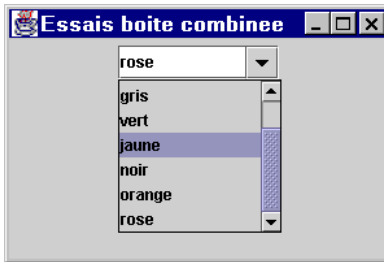 Essais boite combinee
rose
gris
vert
jaune
noir
orange
rose